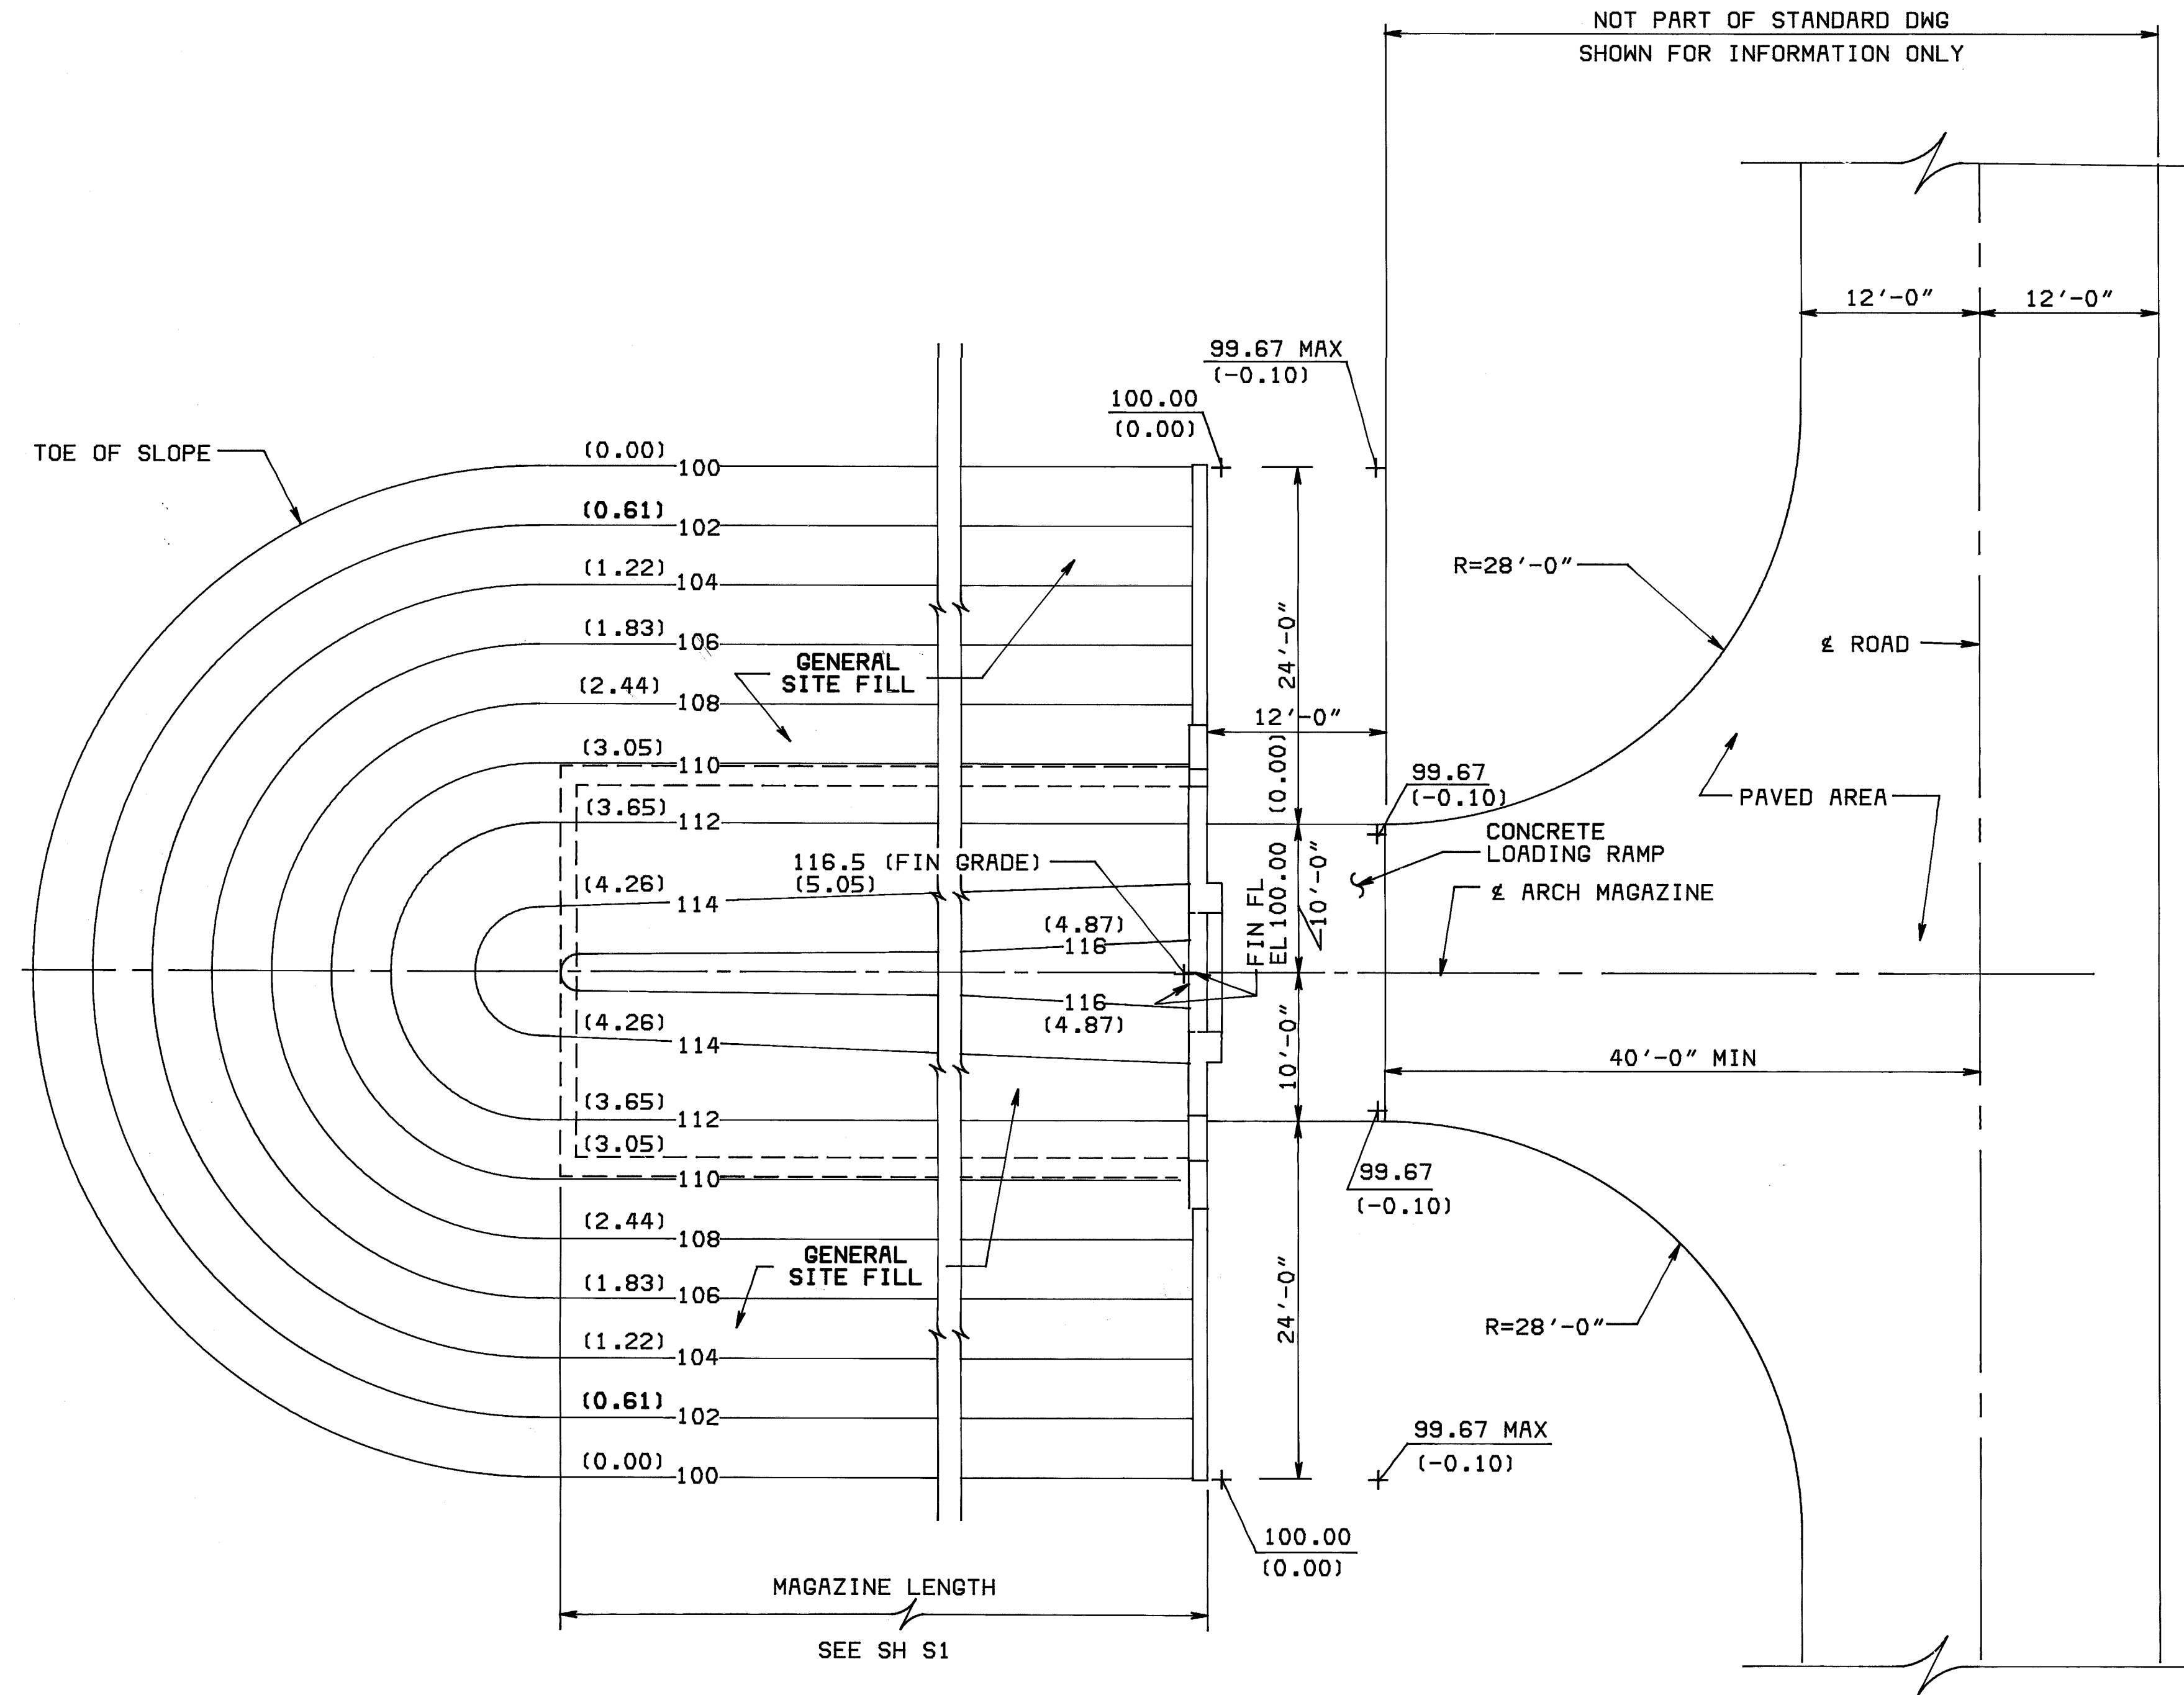 NOT PART OF STANDARD DWG
SHOWN FOR INFORMATION ONLY
12'-0"
12'-0"
99.67 MAX
(-0.10)
100.00
(0.00)
TOE OF SLOPE
(0.00)
100
(0.61)
102
(1.22)
104
(1.83)
106
(2.44)
108
(3.05)
110
(3.65)
112
(4.26)
114
GENERAL
SITE FILL
R=28'-0"
℄ ROAD
24'-0"
12'-0"
99.67
(-0.10)
PAVED AREA
CONCRETE
LOADING RAMP
℄ ARCH MAGAZINE
116.5 (FIN GRADE)
(5.05)
(4.87)
116
FIN FL
EL 100.00 (0.00)
10'-0"
116
(4.87)
(4.26)
114
10'-0"
40'-0" MIN
(3.65)
112
(3.05)
110
99.67
(-0.10)
(2.44)
108
GENERAL
SITE FILL
(1.83)
106
24'-0"
R=28'-0"
(1.22)
104
(0.61)
102
99.67 MAX
(-0.10)
(0.00)
100
100.00
(0.00)
MAGAZINE LENGTH
SEE SH S1